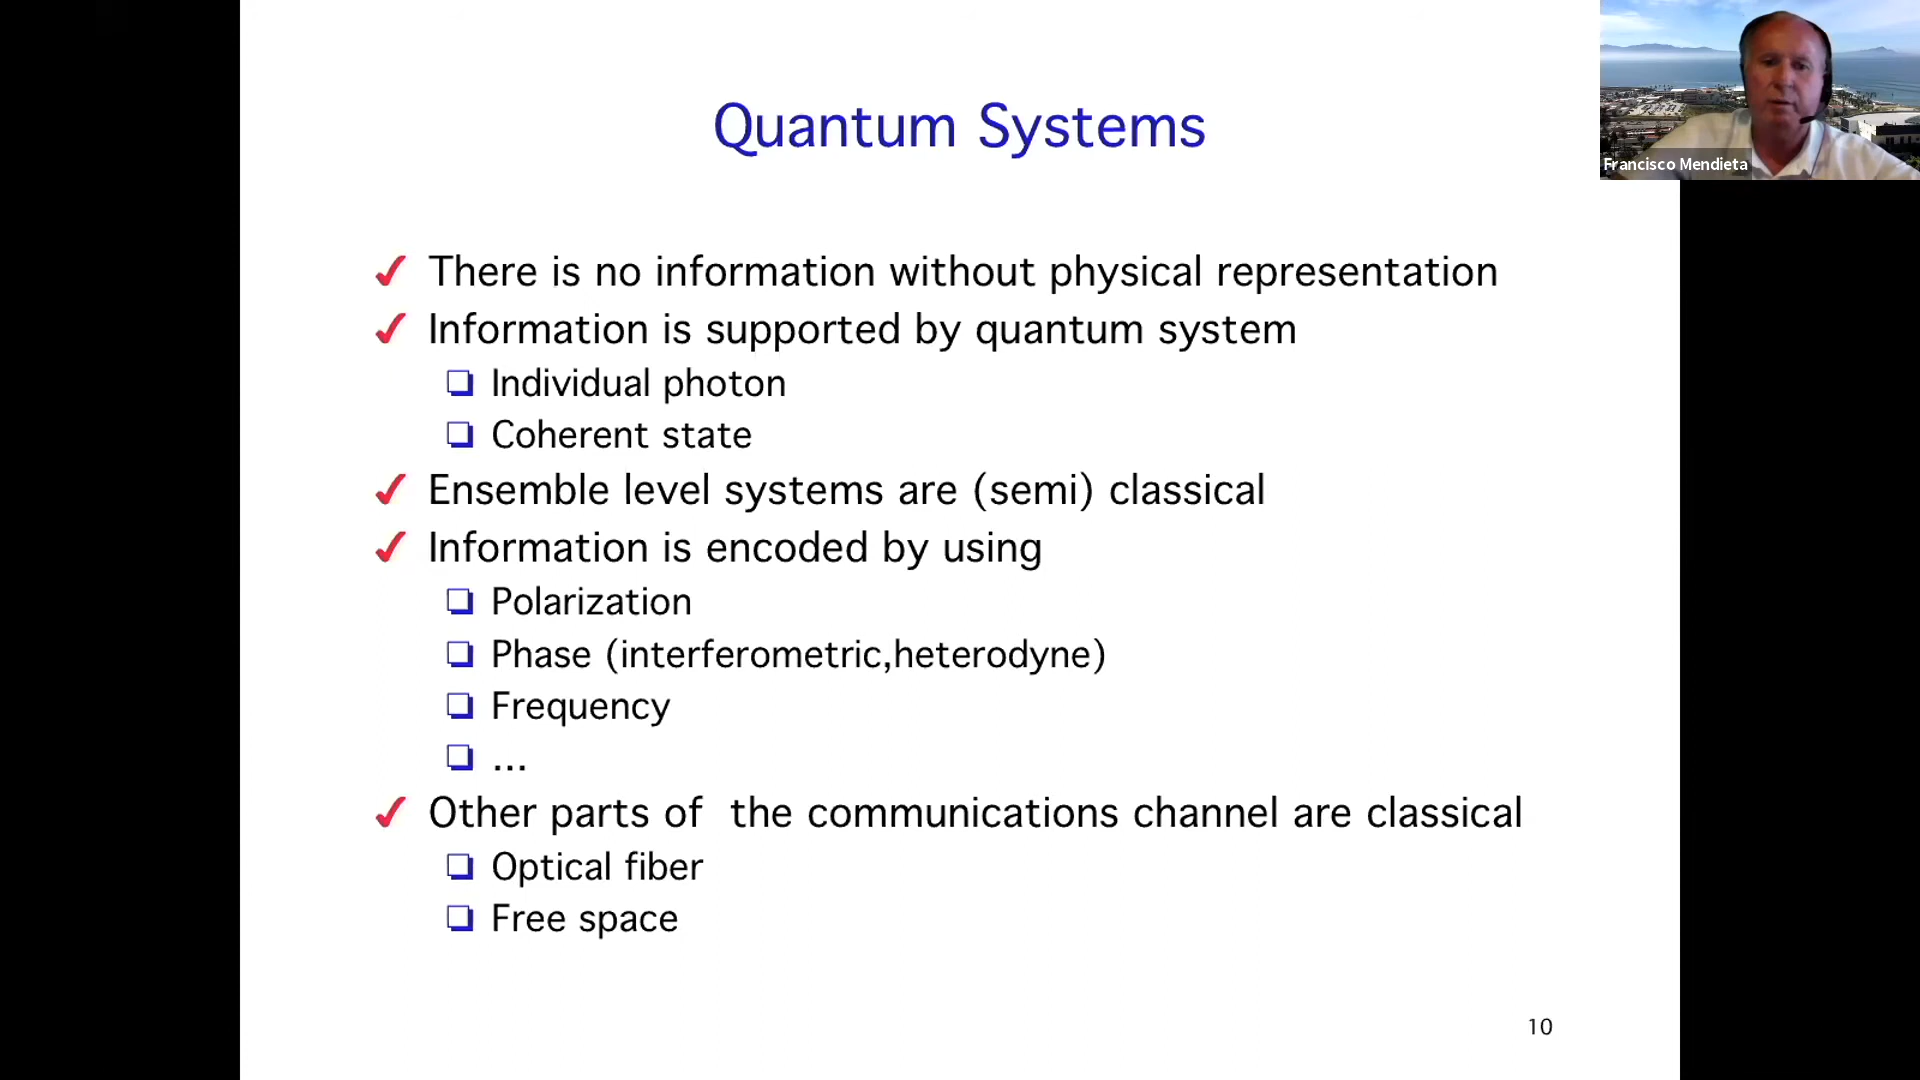 Quantum Systems
Francisco Mendieta
There is no information without physical representation
Information is supported by quantum system
Individual photon
Coherent state
Ensemble level systems are (semi) classical
Information is encoded by using
Polarization
Phase (interferometric,heterodyne)
Frequency
...
Other parts of  the communications channel are classical
Optical fiber
Free space
10